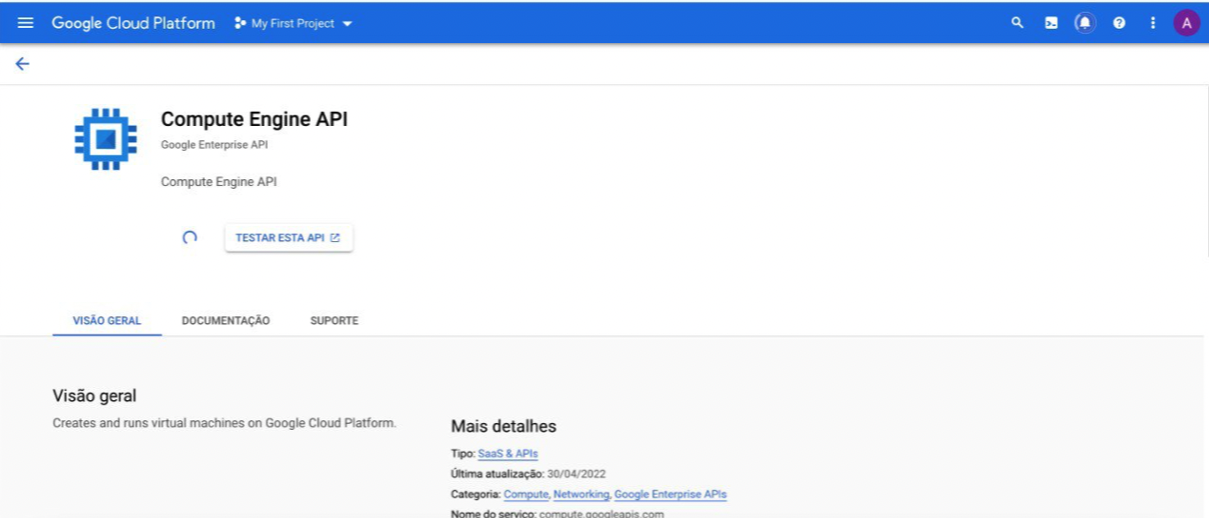 Google Cloud Platform My First Project A
Compute Engine API
Google Enterprise API
Compute Engine API
TESTAR ESTA API
VISÃO GERAL DOCUMENTAÇÃO SUPORTE
Visão geral
Creates and runs virtual machines on Google Cloud Platform.
Mais detalhes
Tipo: SaaS & APIs
Última atualização: 30/04/2022
Categoria: Compute, Networking, Google Enterprise APIs
Nome do serviço: compute.googleapis.com